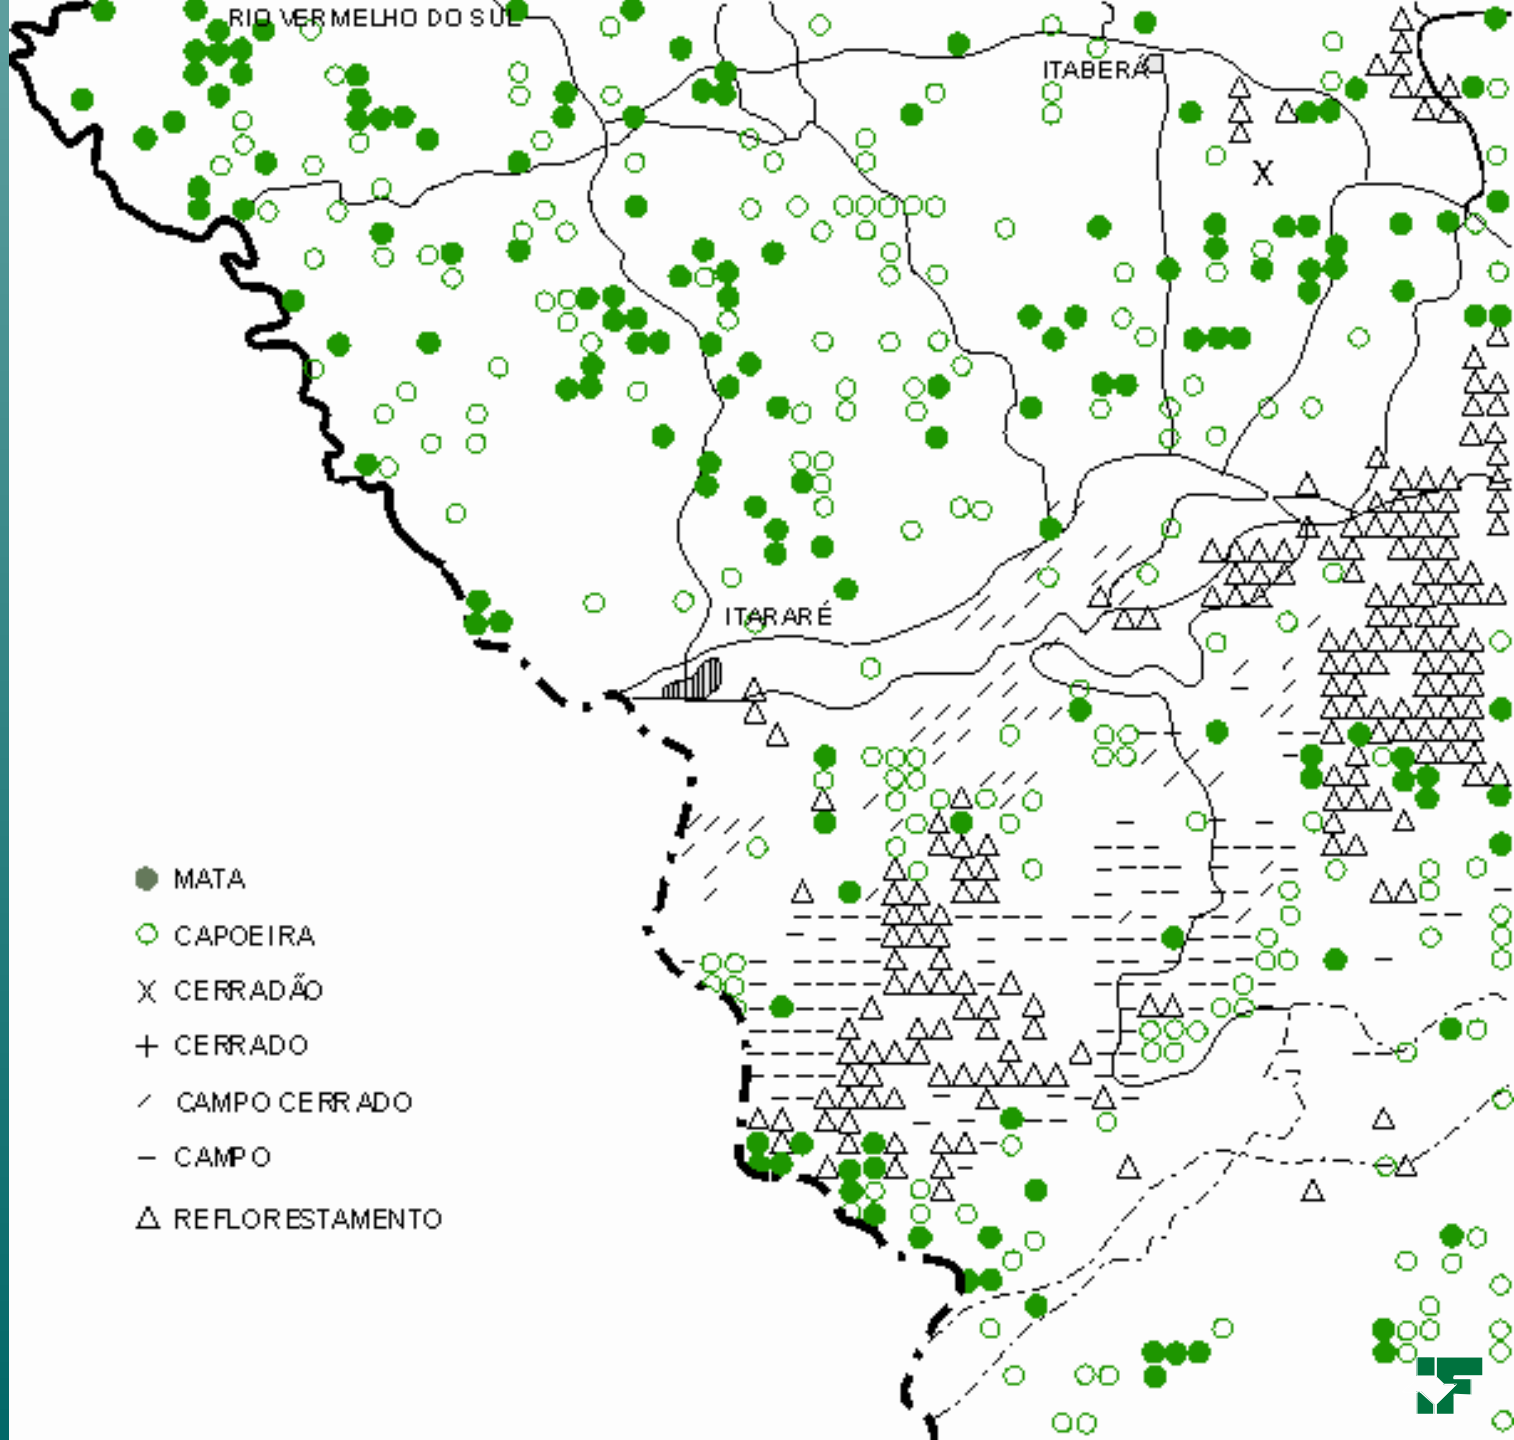 RIO VERMELHO DO SUL
ITABERÁ
ITARARÉ
MATA
CAPOEIRA
CERRADÃO
CERRADO
CAMPO CERRADO
CAMPO
REFLORESTAMENTO